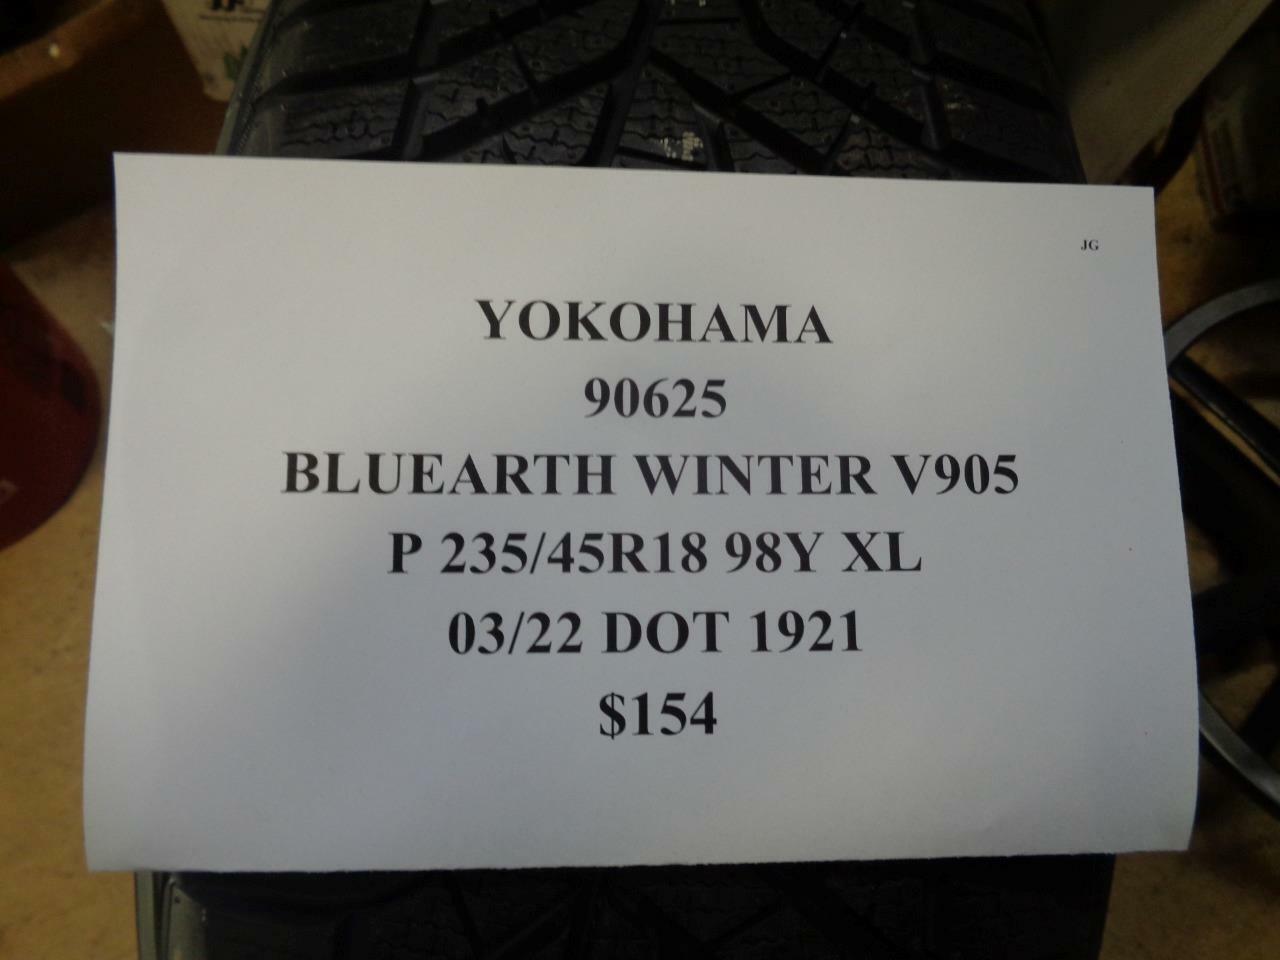 JG
YOKOHAMA
90625
BLUEARTH WINTER V905
P 235/45R18 98Y XL
03/22 DOT 1921
$154